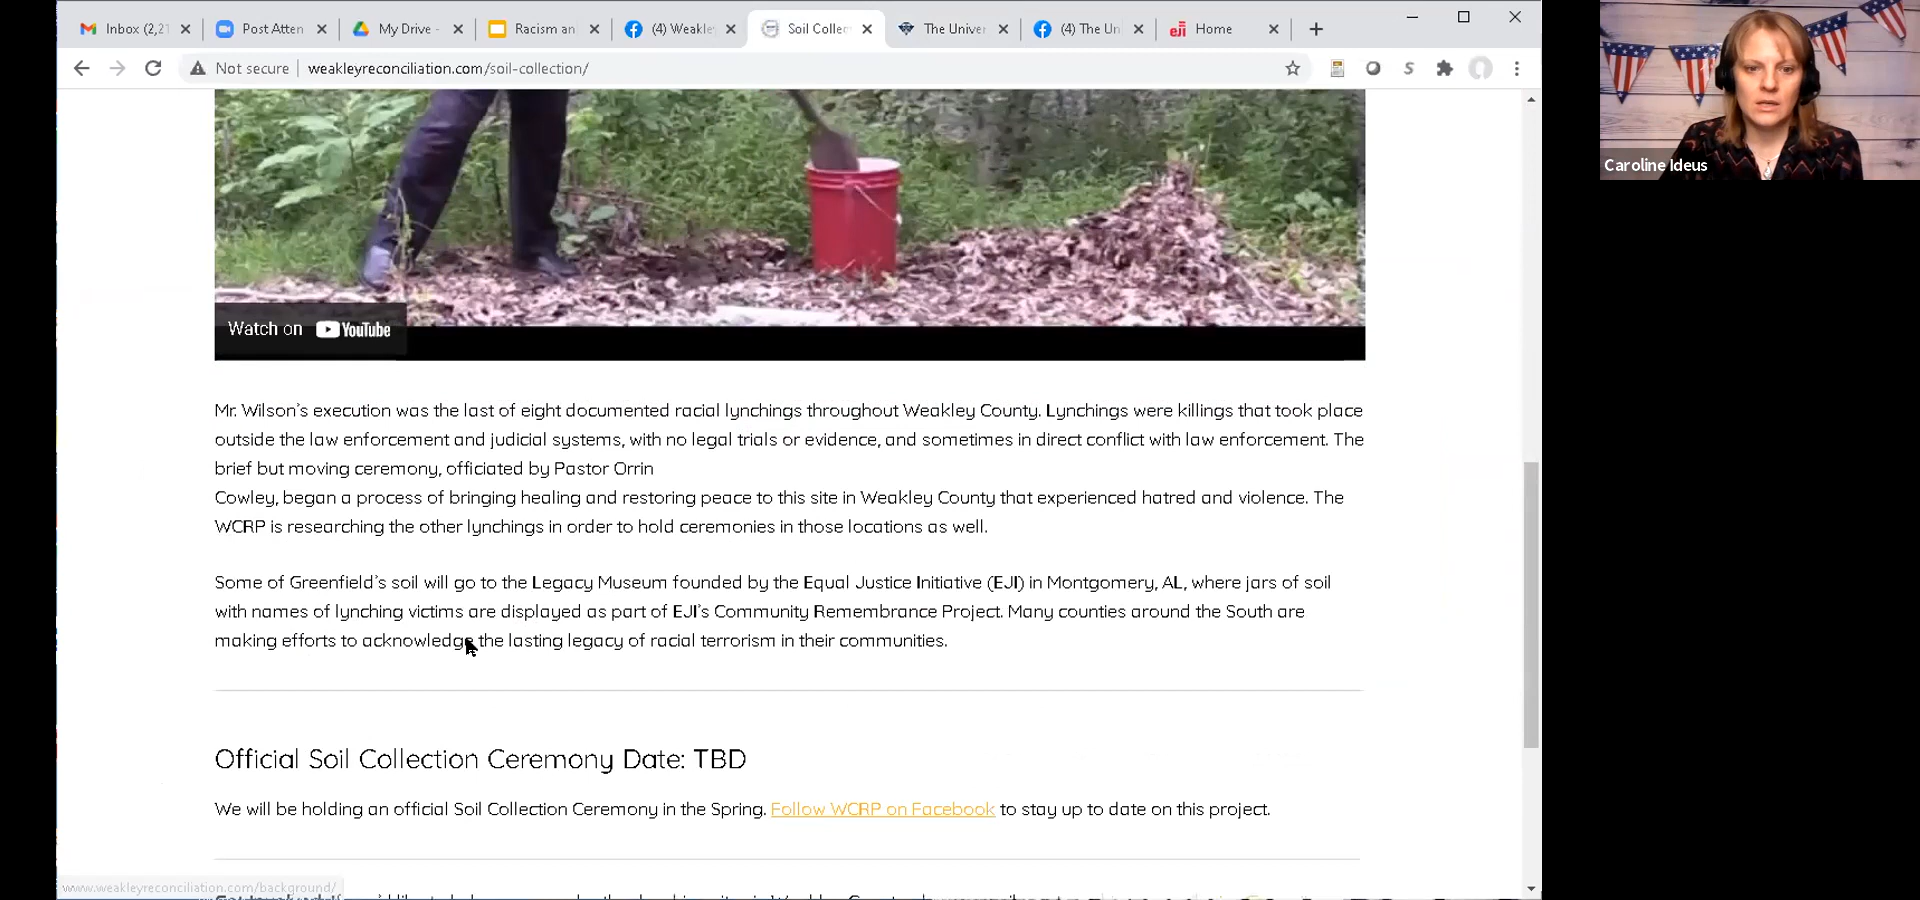 Inbox (2,21
Post Atten
My Drive -
Racism an
(4) Weakley
Soil Collec
The Univer
(4) The Uni
eji Home
Not secure | weakleyreconciliation.com/soil-collection/
Caroline Ideus
Watch on YouTube
Mr. Wilson's execution was the last of eight documented racial lynchings throughout Weakley County. Lynchings were killings that took place
outside the law enforcement and judicial systems, with no legal trials or evidence, and sometimes in direct conflict with law enforcement. The
brief but moving ceremony, officiated by Pastor Orrin
Cowley, began a process of bringing healing and restoring peace to this site in Weakley County that experienced hatred and violence. The
WCRP is researching the other lynchings in order to hold ceremonies in those locations as well.
Some of Greenfield's soil will go to the Legacy Museum founded by the Equal Justice Initiative (EJI) in Montgomery, AL, where jars of soil
with names of lynching victims are displayed as part of EJI's Community Remembrance Project. Many counties around the South are
making efforts to acknowledge the lasting legacy of racial terrorism in their communities.
Official Soil Collection Ceremony Date: TBD
We will be holding an official Soil Collection Ceremony in the Spring. Follow WCRP on Facebook to stay up to date on this project.
www.weakleyreconciliation.com/background/